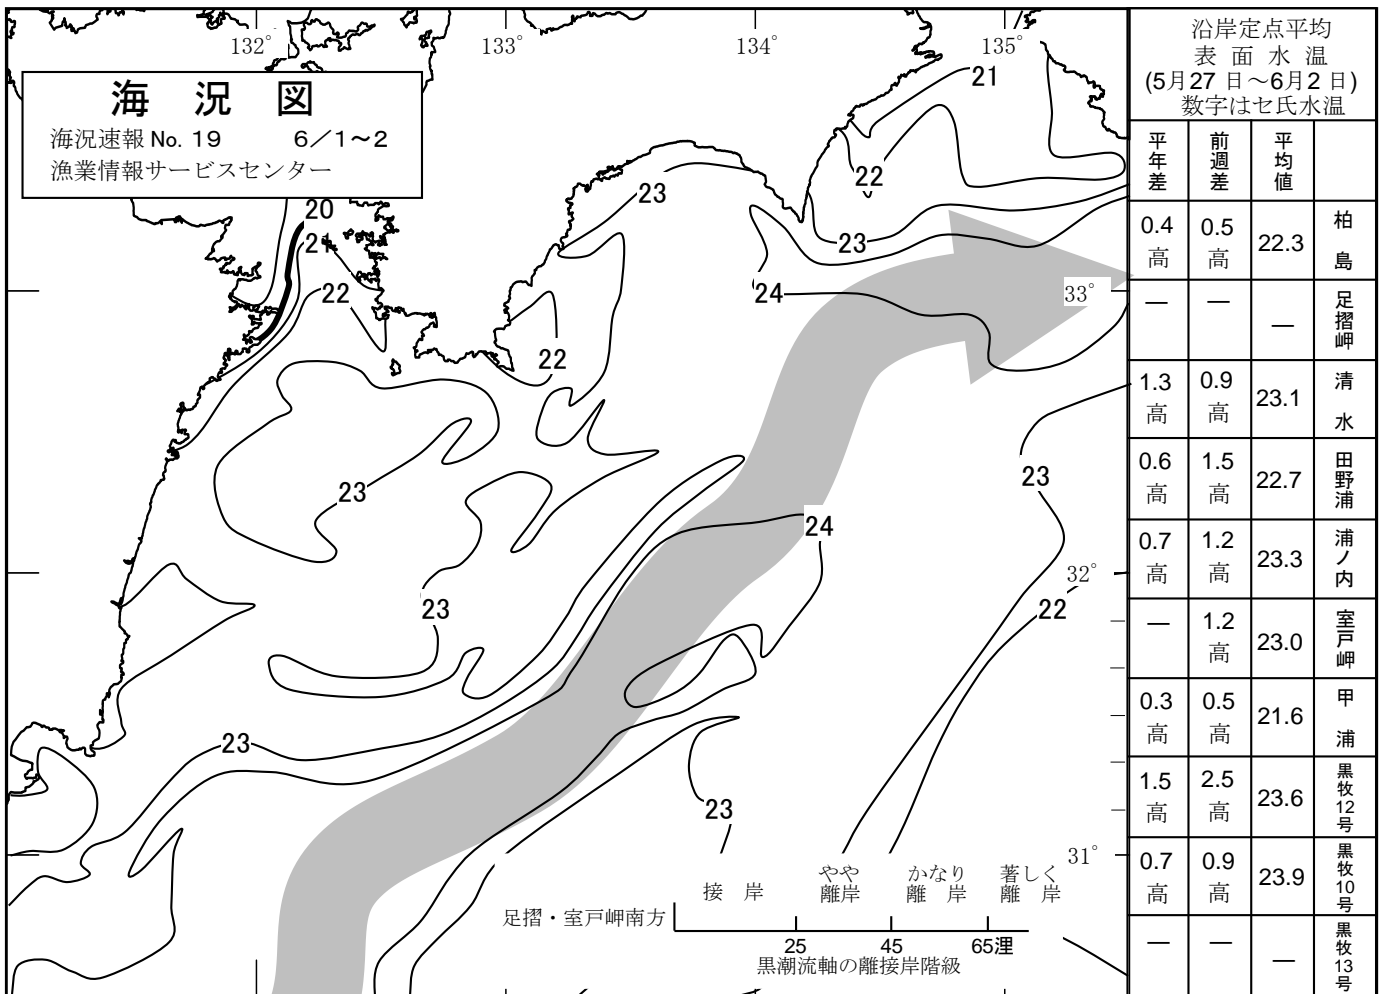 132°
133°
134°
135°
海 況 図
海況速報 No. 19 6/1～2
漁業情報サービスセンター
20
21
22
23
21
22
23
24
33°
22
23
23
24
32°
22
23
23
23
31°
接 岸
やや
離岸
かなり
離 岸
著しく
離 岸
足摺・室戸岬南方
25 45 65浬
黒潮流軸の離接岸階級
沿岸定点平均
表 面 水 温
(5月27 日～6月2 日)
数字はセ氏水温
平年差 前週差 平均値
0.4高 0.5高 22.3 柏島
― ― ― 足摺岬
1.3高 0.9高 23.1 清水
0.6高 1.5高 22.7 田野浦
0.7高 1.2高 23.3 浦ノ内
― 1.2高 23.0 室戸岬
0.3高 0.5高 21.6 甲浦
1.5高 2.5高 23.6 黒牧12号
0.7高 0.9高 23.9 黒牧10号
― ― ― 黒牧13号